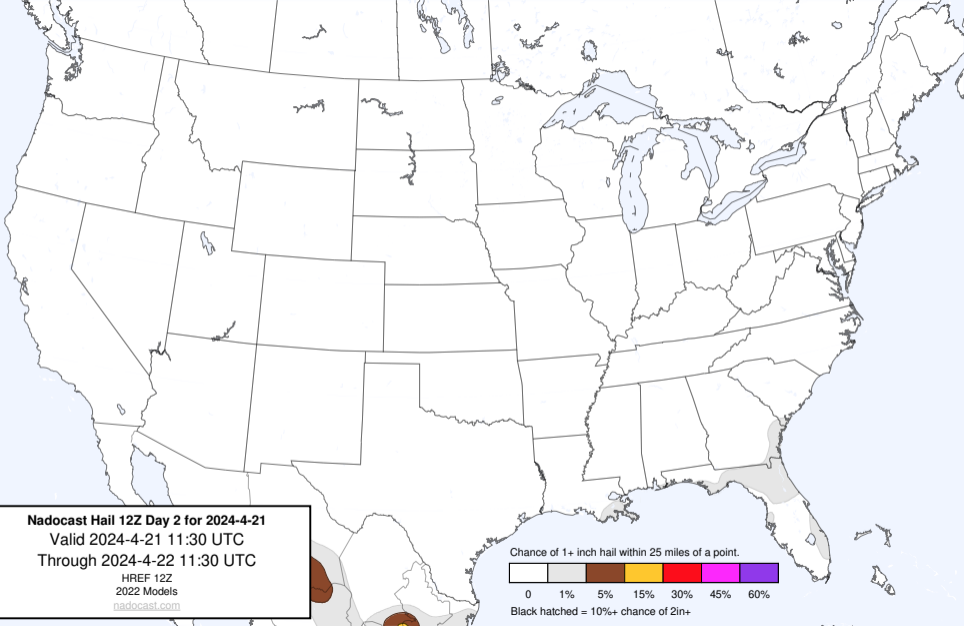 Nadocast Hail 12Z Day 2 for 2024-4-21
Valid 2024-4-21 11:30 UTC
Through 2024-4-22 11:30 UTC
HREF 12Z
2022 Models
nadocast.com
Chance of 1+ inch hail within 25 miles of a point.
0 1% 5% 15% 30% 45% 60%
Black hatched = 10%+ chance of 2in+